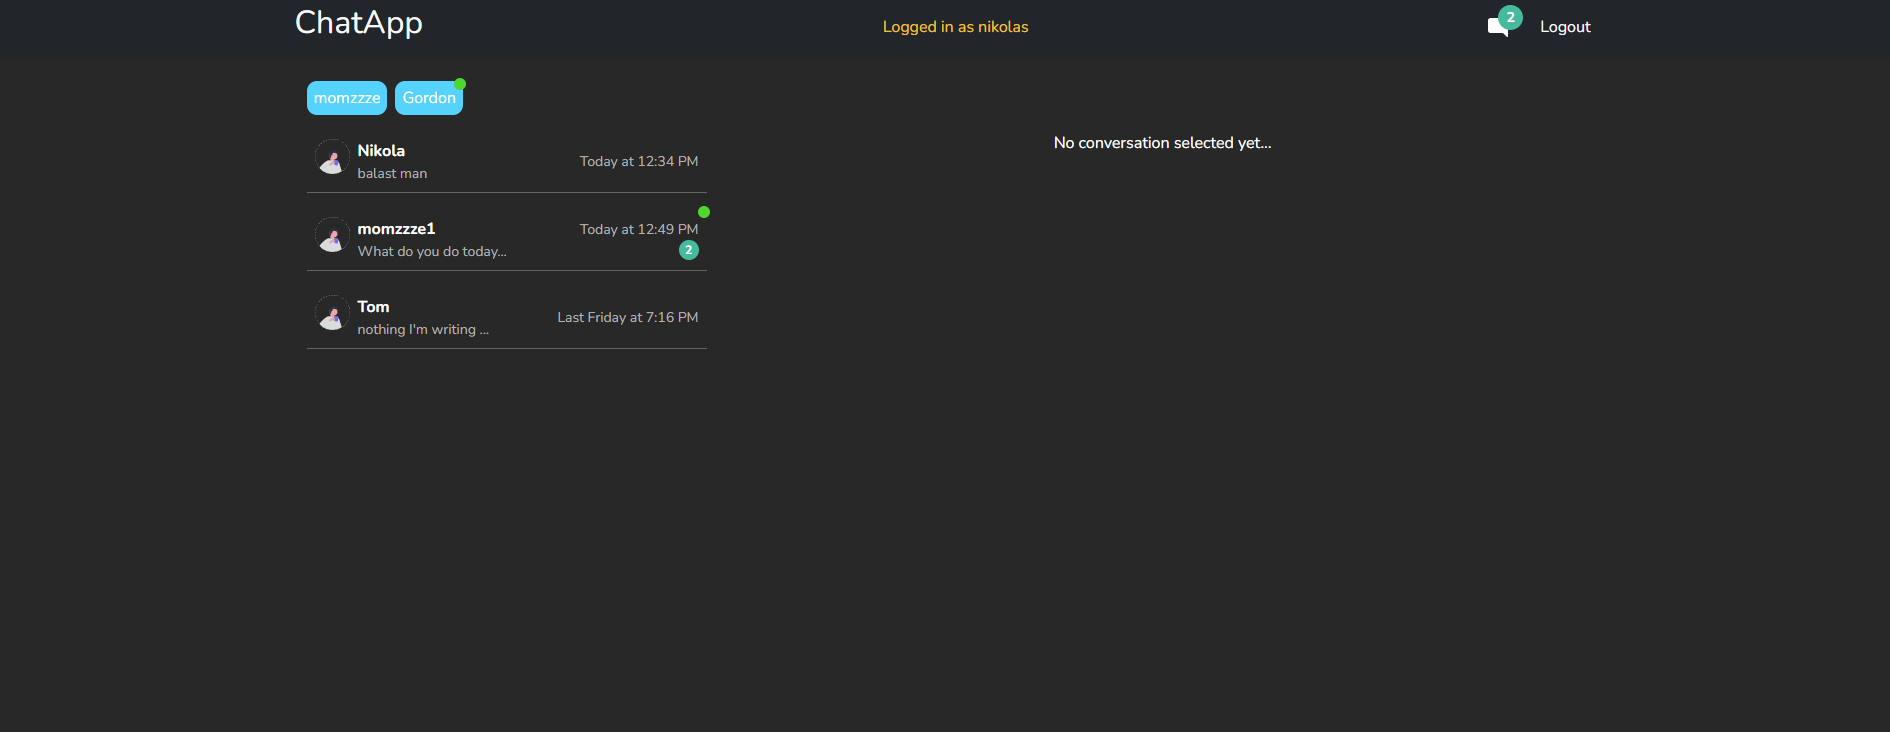 ChatApp
Logged in as nikolas
2
Logout
momzzze
Gordon
Nikola
balast man
Today at 12:34 PM
momzzze1
What do you do today...
Today at 12:49 PM
2
Tom
nothing I'm writing ...
Last Friday at 7:16 PM
No conversation selected yet...